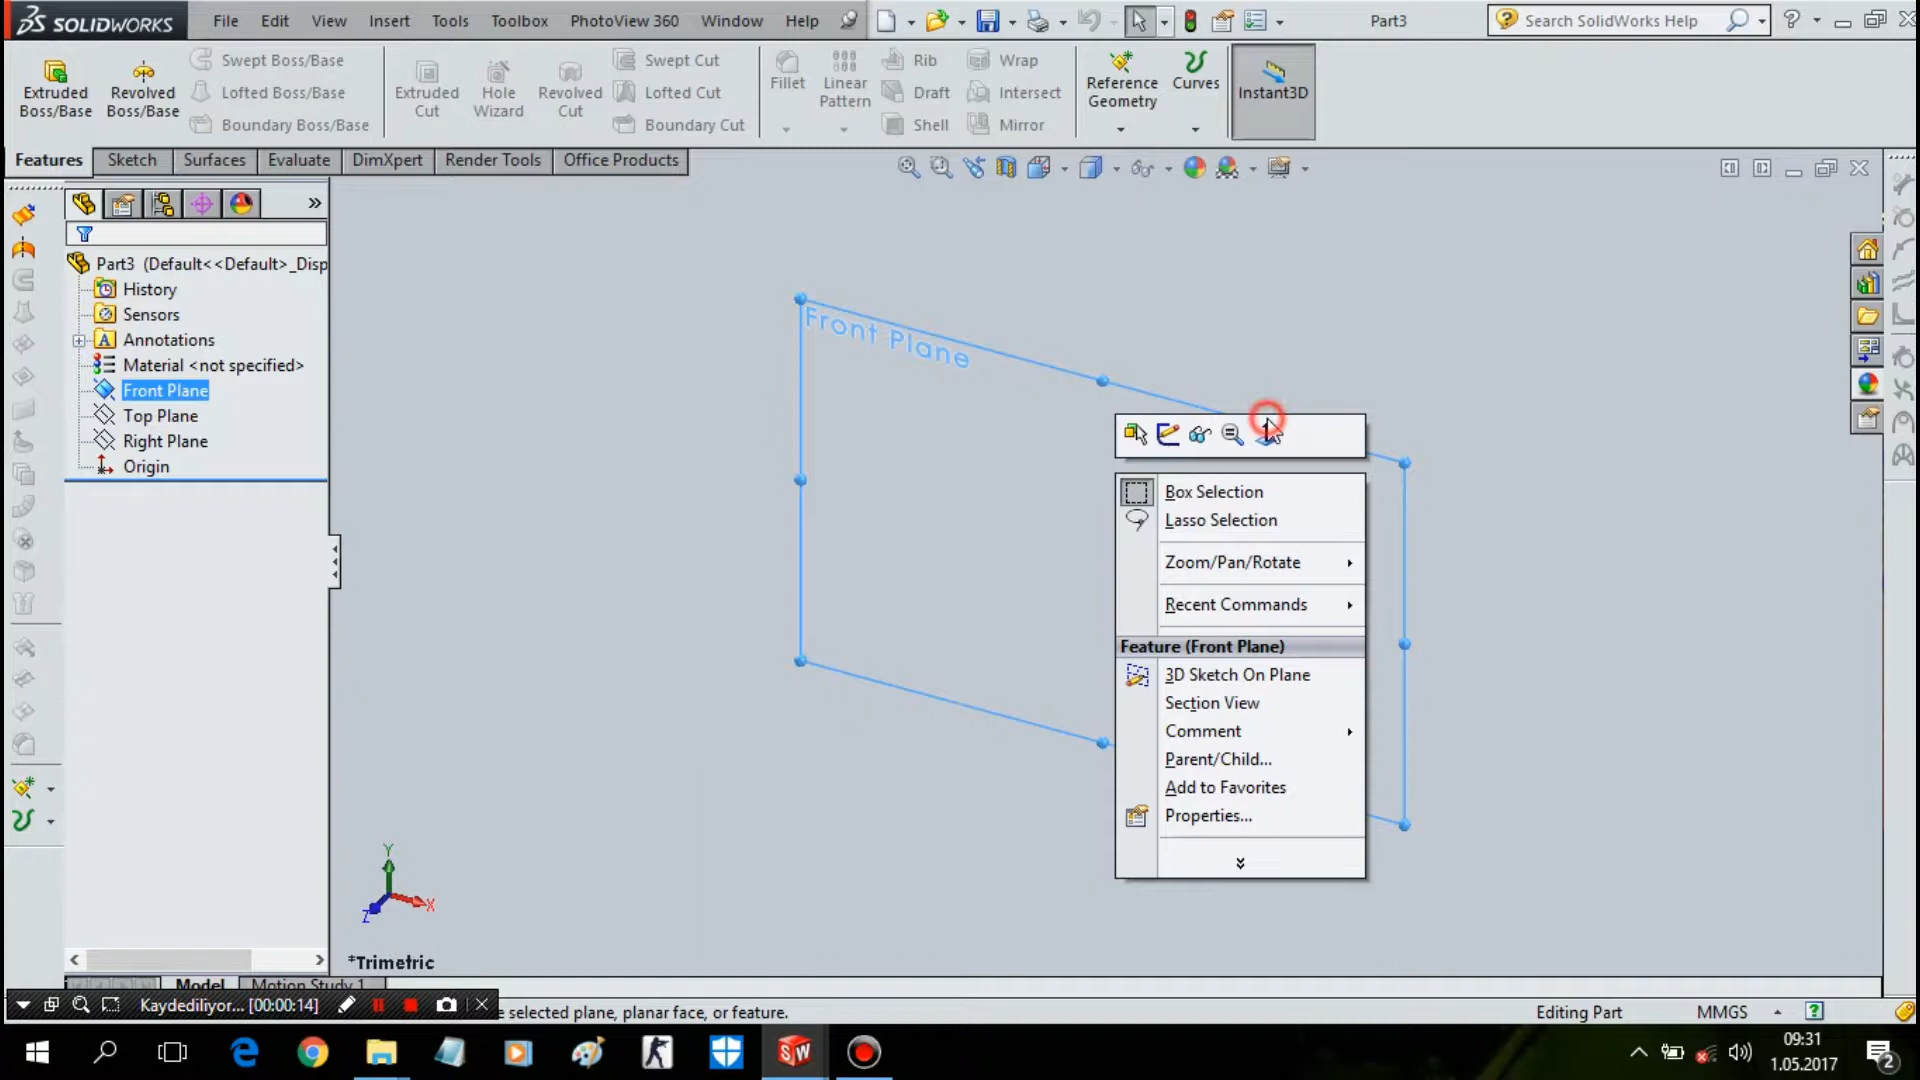 SOLIDWORKS File Edit View Insert Tools Toolbox PhotoView 360 Window Help Part3 Search SolidWorks Help
Extruded Boss/Base
Revolved Boss/Base
Swept Boss/Base
Lofted Boss/Base
Boundary Boss/Base
Extruded Cut
Hole Wizard
Revolved Cut
Swept Cut
Lofted Cut
Boundary Cut
Fillet
Linear Pattern
Rib
Draft
Shell
Wrap
Intersect
Mirror
Reference Geometry
Curves
Instant3D
Features Sketch Surfaces Evaluate DimXpert Render Tools Office Products
Part3 (Default<<Default>_Disp
History
Sensors
Annotations
Material <not specified>
Front Plane
Top Plane
Right Plane
Origin
Front Plane
Box Selection
Lasso Selection
Zoom/Pan/Rotate
Recent Commands
Feature (Front Plane)
3D Sketch On Plane
Section View
Comment
Parent/Child...
Add to Favorites
Properties...
Y
X
Z
*Trimetric
Model Motion Study 1
Kaydediliyor... [00:00:14]
e selected plane, planar face, or feature. Editing Part MMGS
09:31
1.05.2017
2